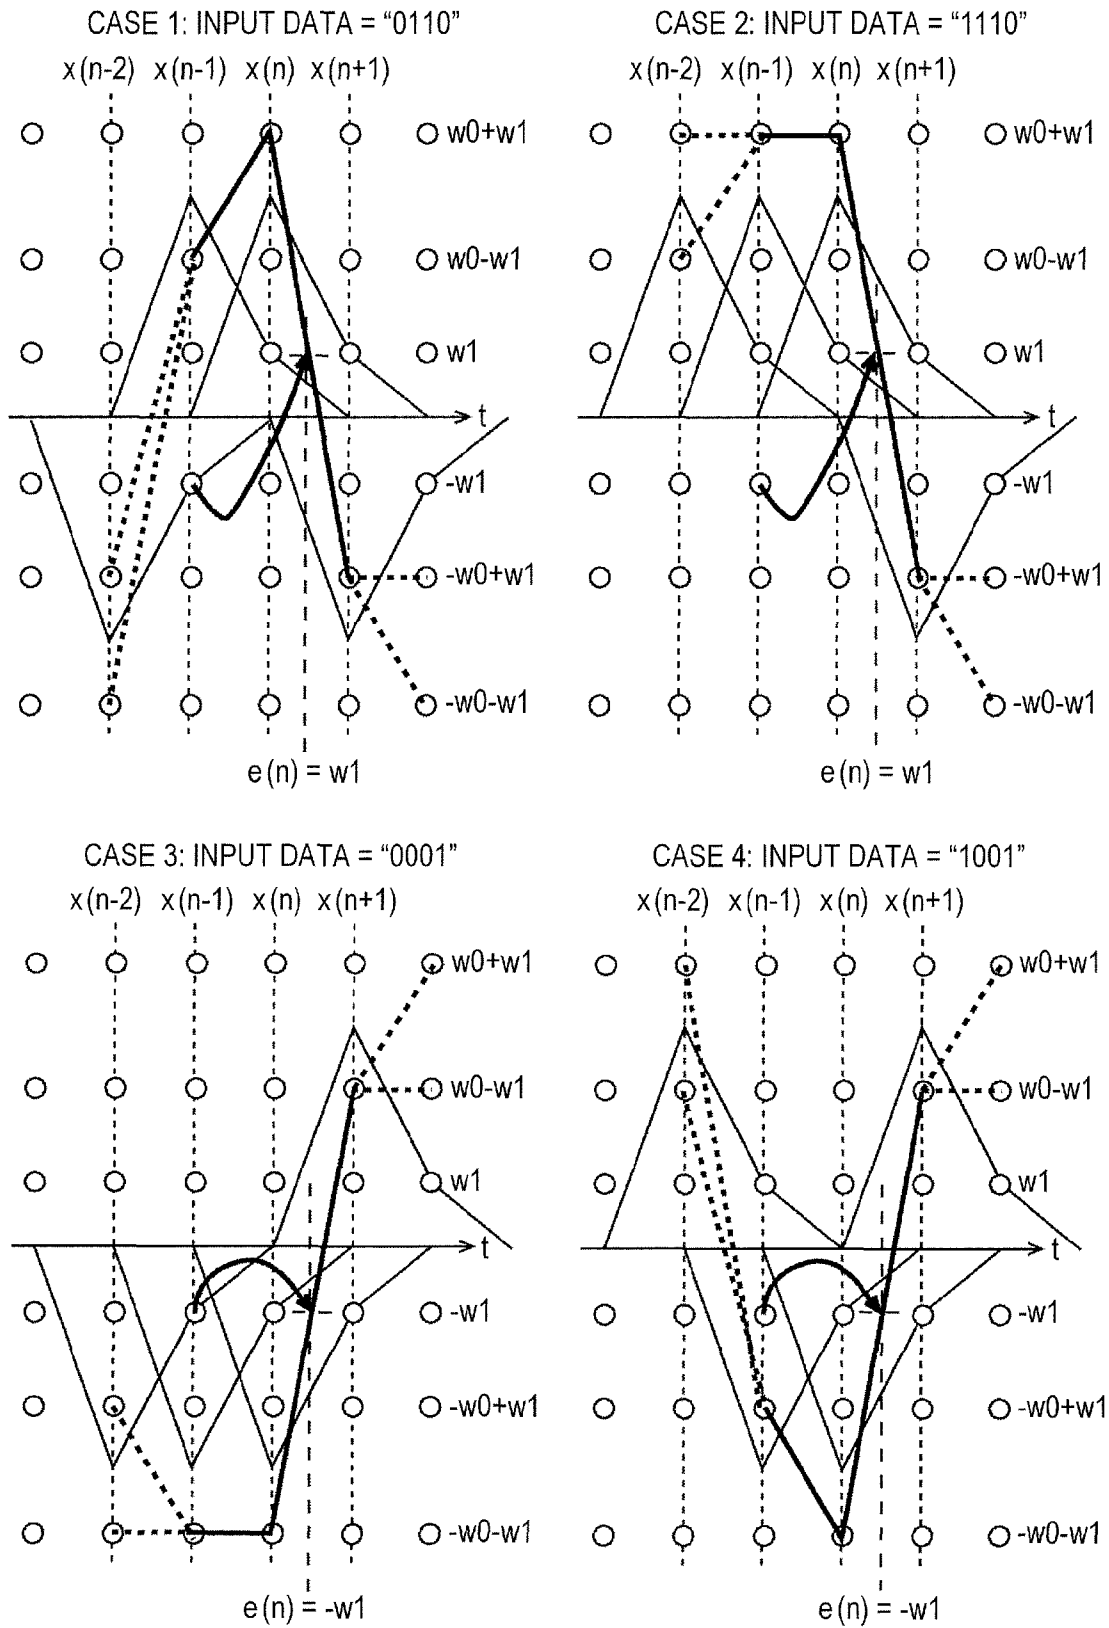 CASE 1: INPUT DATA = “0110”
x(n-2) x(n-1) x(n) x(n+1)
w0+w1
w0-w1
w1
t
-w1
-w0+w1
-w0-w1
e(n) = w1
CASE 2: INPUT DATA = “1110”
x(n-2) x(n-1) x(n) x(n+1)
w0+w1
w0-w1
w1
t
-w1
-w0+w1
-w0-w1
e(n) = w1
CASE 3: INPUT DATA = “0001”
x(n-2) x(n-1) x(n) x(n+1)
w0+w1
w0-w1
w1
t
-w1
-w0+w1
-w0-w1
e(n) = -w1
CASE 4: INPUT DATA = “1001”
x(n-2) x(n-1) x(n) x(n+1)
w0+w1
w0-w1
w1
t
-w1
-w0+w1
-w0-w1
e(n) = -w1